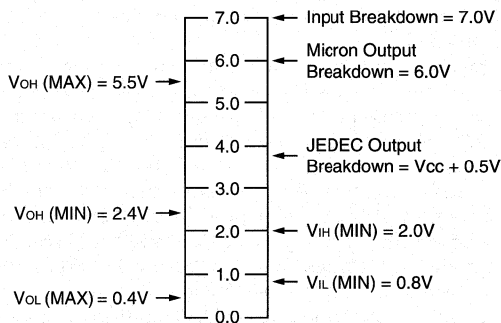 7.0
Input Breakdown = 7.0V
Micron Output
6.0
Breakdown = 6.0V
VOH (MAX) = 5.5V
5.0
4.0
JEDEC Output
Breakdown = Vcc + 0.5V
3.0
VOH (MIN) = 2.4V
2.0
VIH (MIN) = 2.0V
1.0
VIL (MIN) = 0.8V
VOL (MAX) = 0.4V
0.0